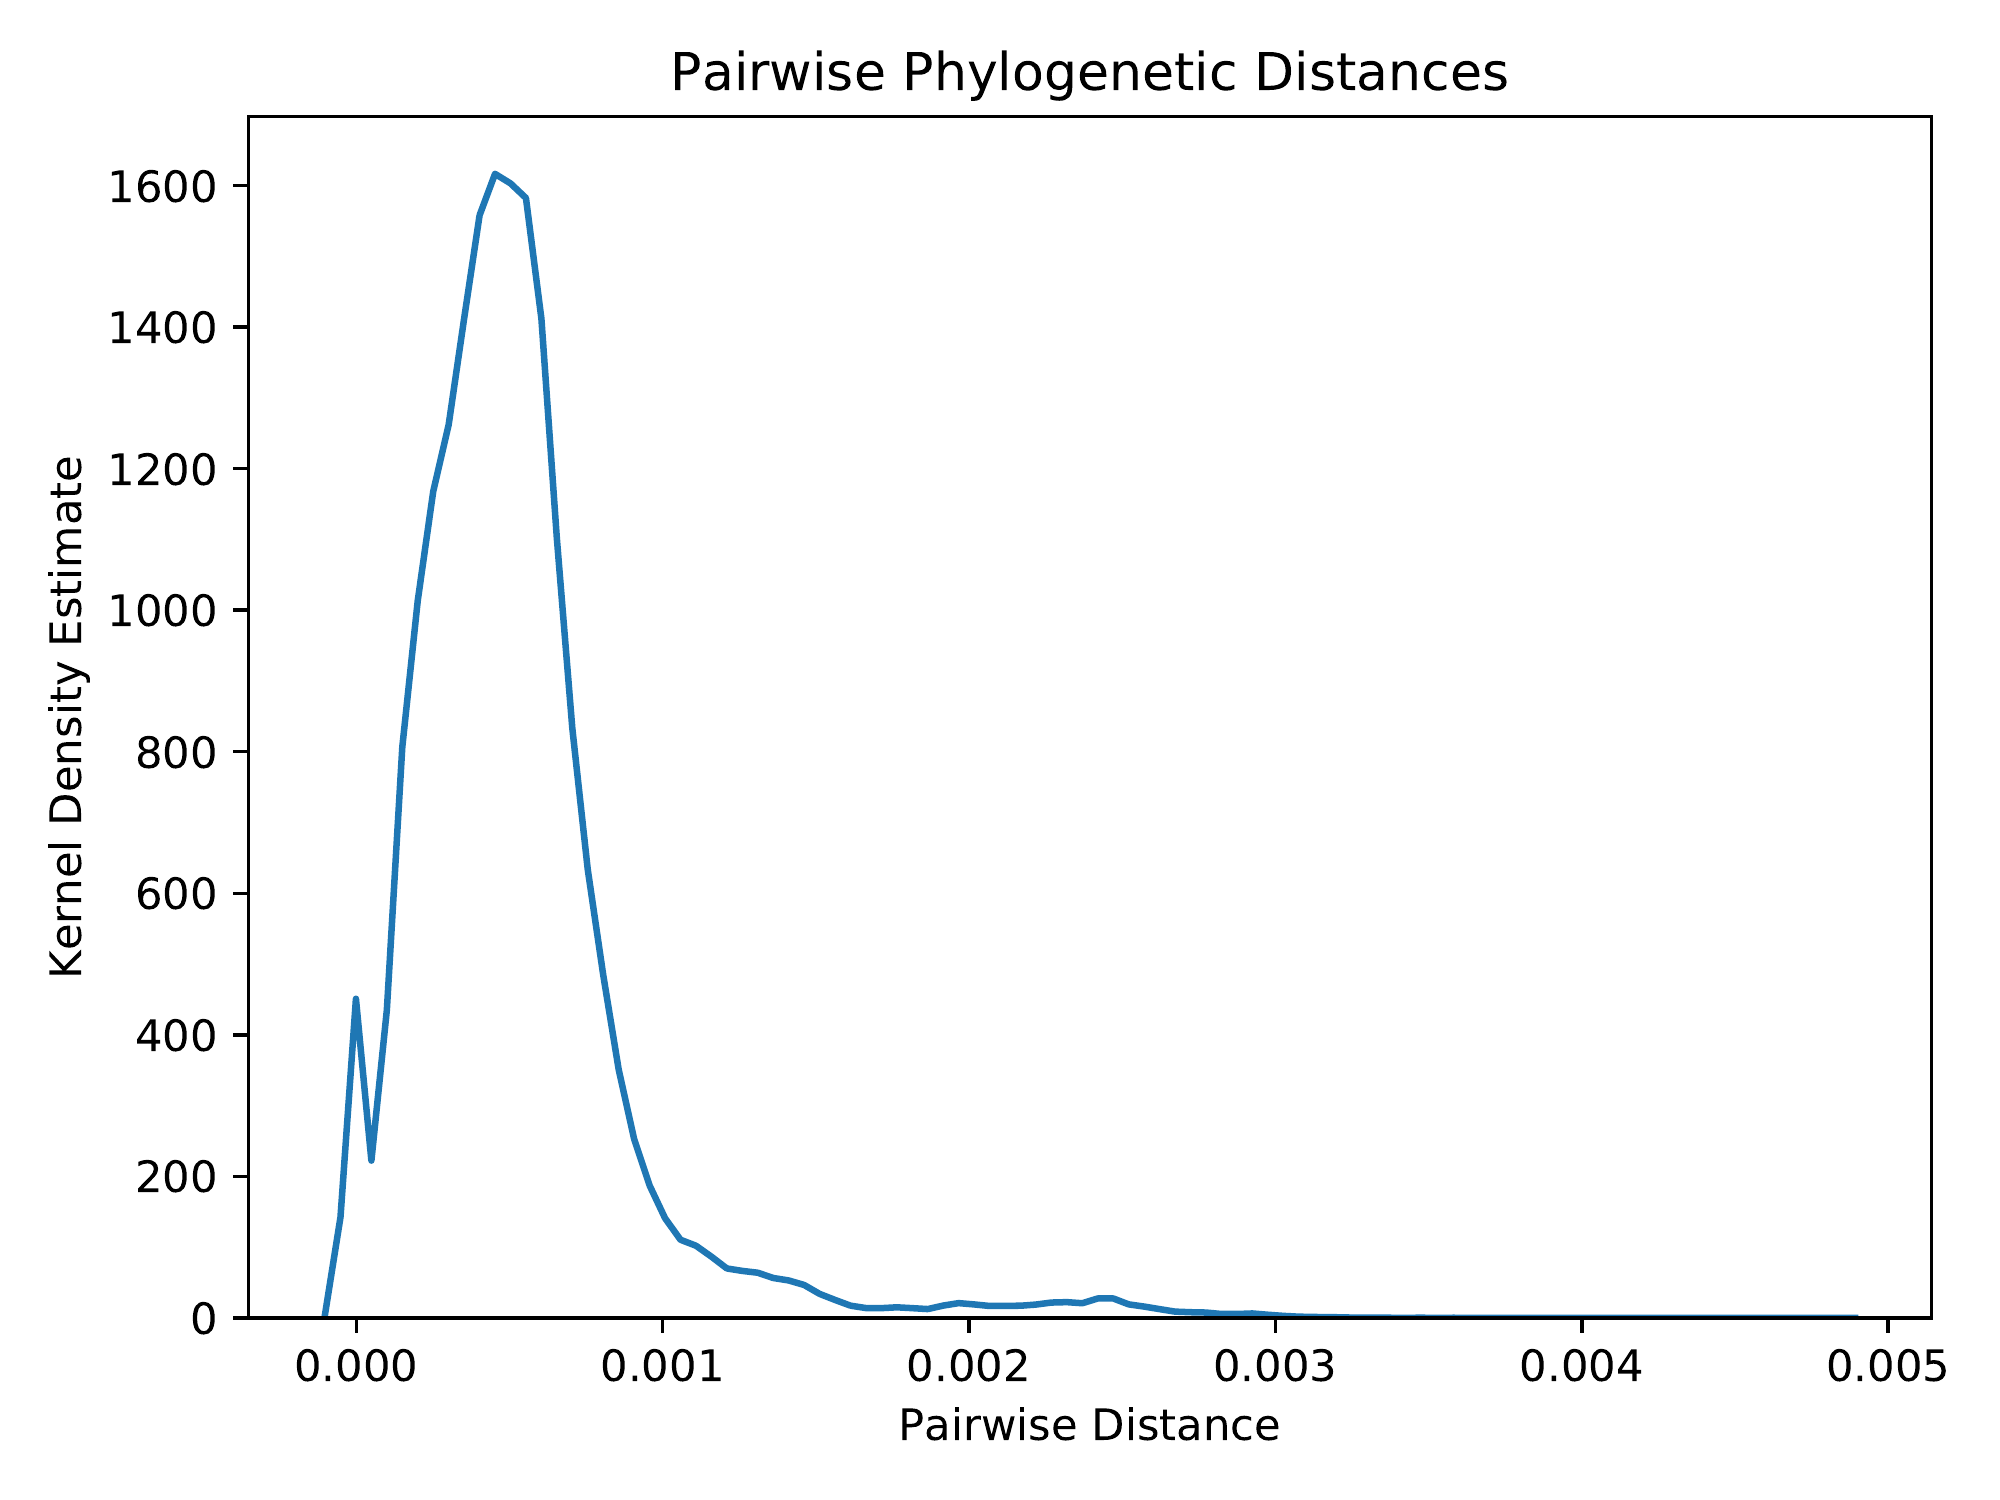 Pairwise Phylogenetic Distances
1600
1400
1200
1000
800
600
400
200
0
Kernel Density Estimate
0.000 0.001 0.002 0.003 0.004 0.005
Pairwise Distance